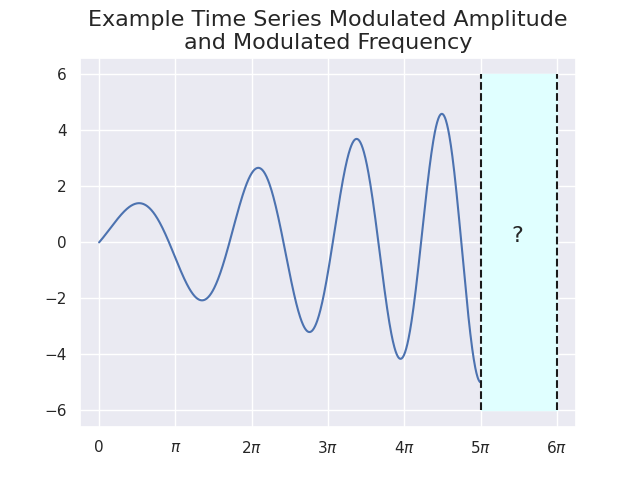 Example Time Series Modulated Amplitude
and Modulated Frequency
6
4
2
0
−2
−4
−6
?
0 π 2π 3π 4π 5π 6π